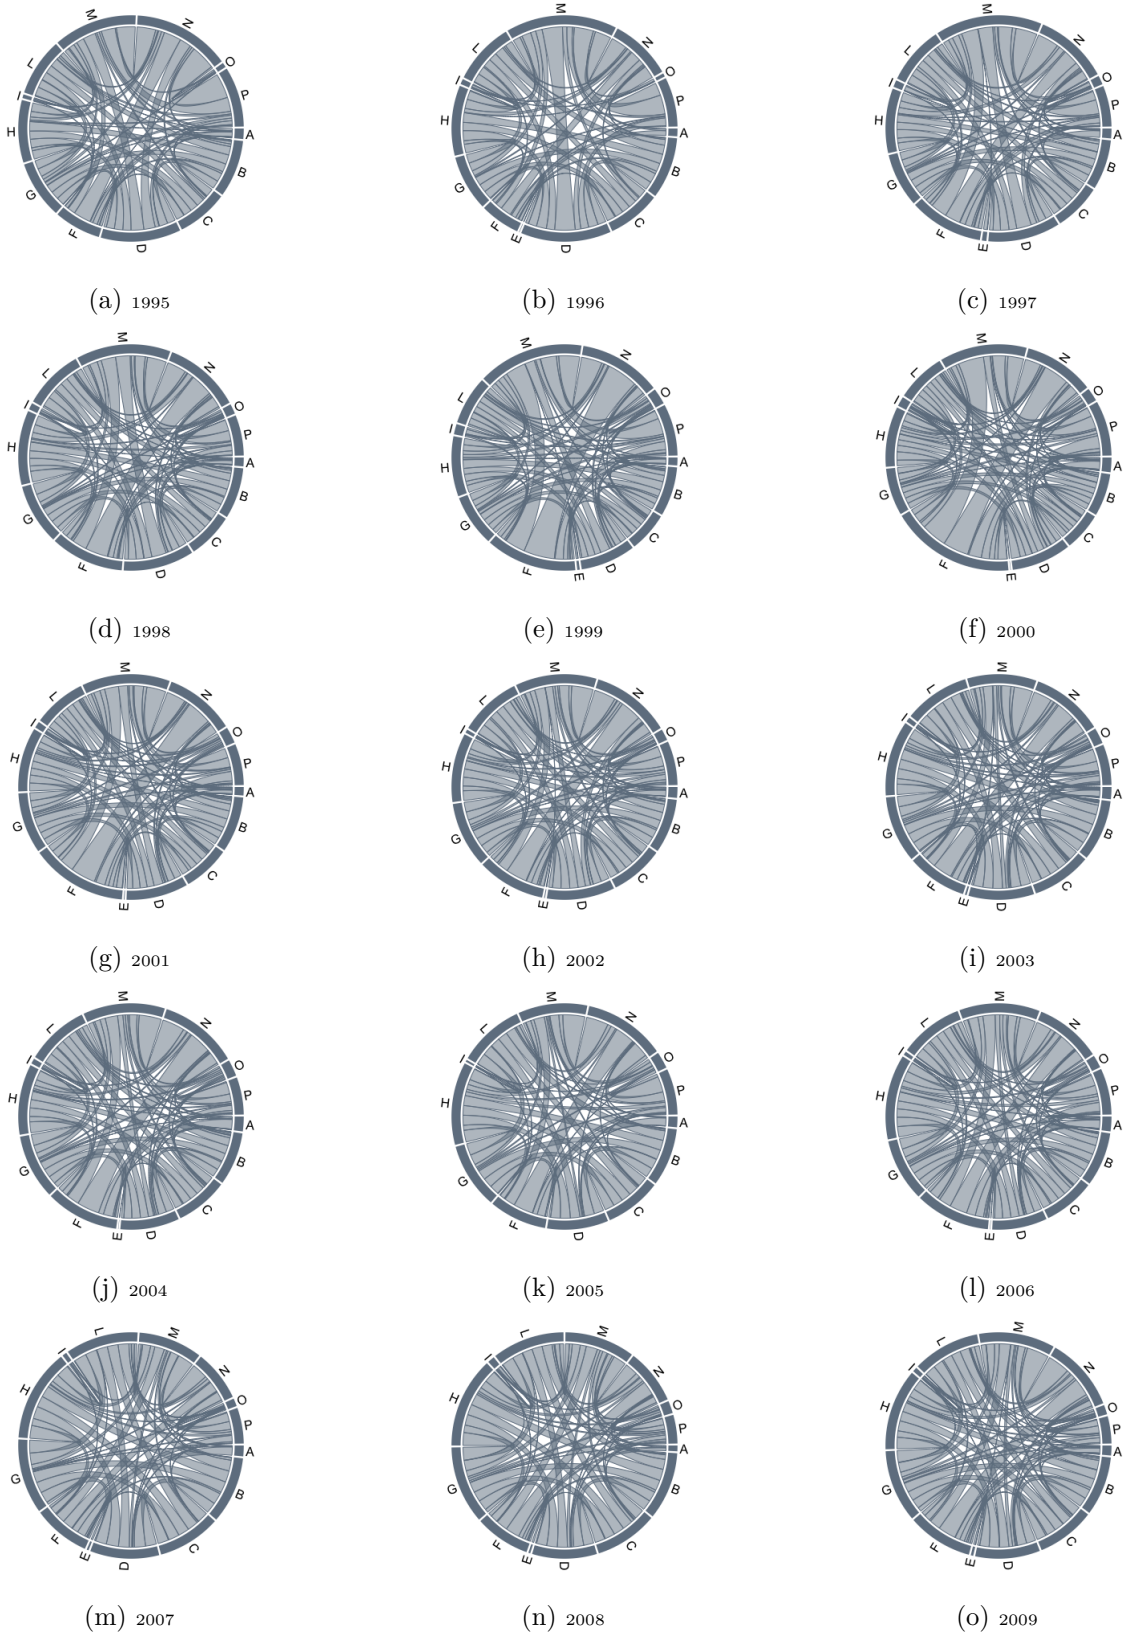 A B C D F G H I L M N O P
(a) 1995
A B C D E F G H I L M N O P
(b) 1996
A B C D E F G H I L M N O P
(c) 1997
A B C D F G H I L M N O P
(d) 1998
A B C D E F G H I L M N O P
(e) 1999
A B C D E F G H I L M N O P
(f) 2000
A B C D E F G H I L M N O P
(g) 2001
A B C D E F G H I L M N O P
(h) 2002
A B C D E F G H I L M N O P
(i) 2003
A B C D E F G H I L M N O P
(j) 2004
A B C D F G H I L M N O P
(k) 2005
A B C D E F G H I L M N O P
(l) 2006
A B C D E F G H I L M N O P
(m) 2007
A B C D E F G H I L M N O P
(n) 2008
A B C D E F G H I L M N O P
(o) 2009